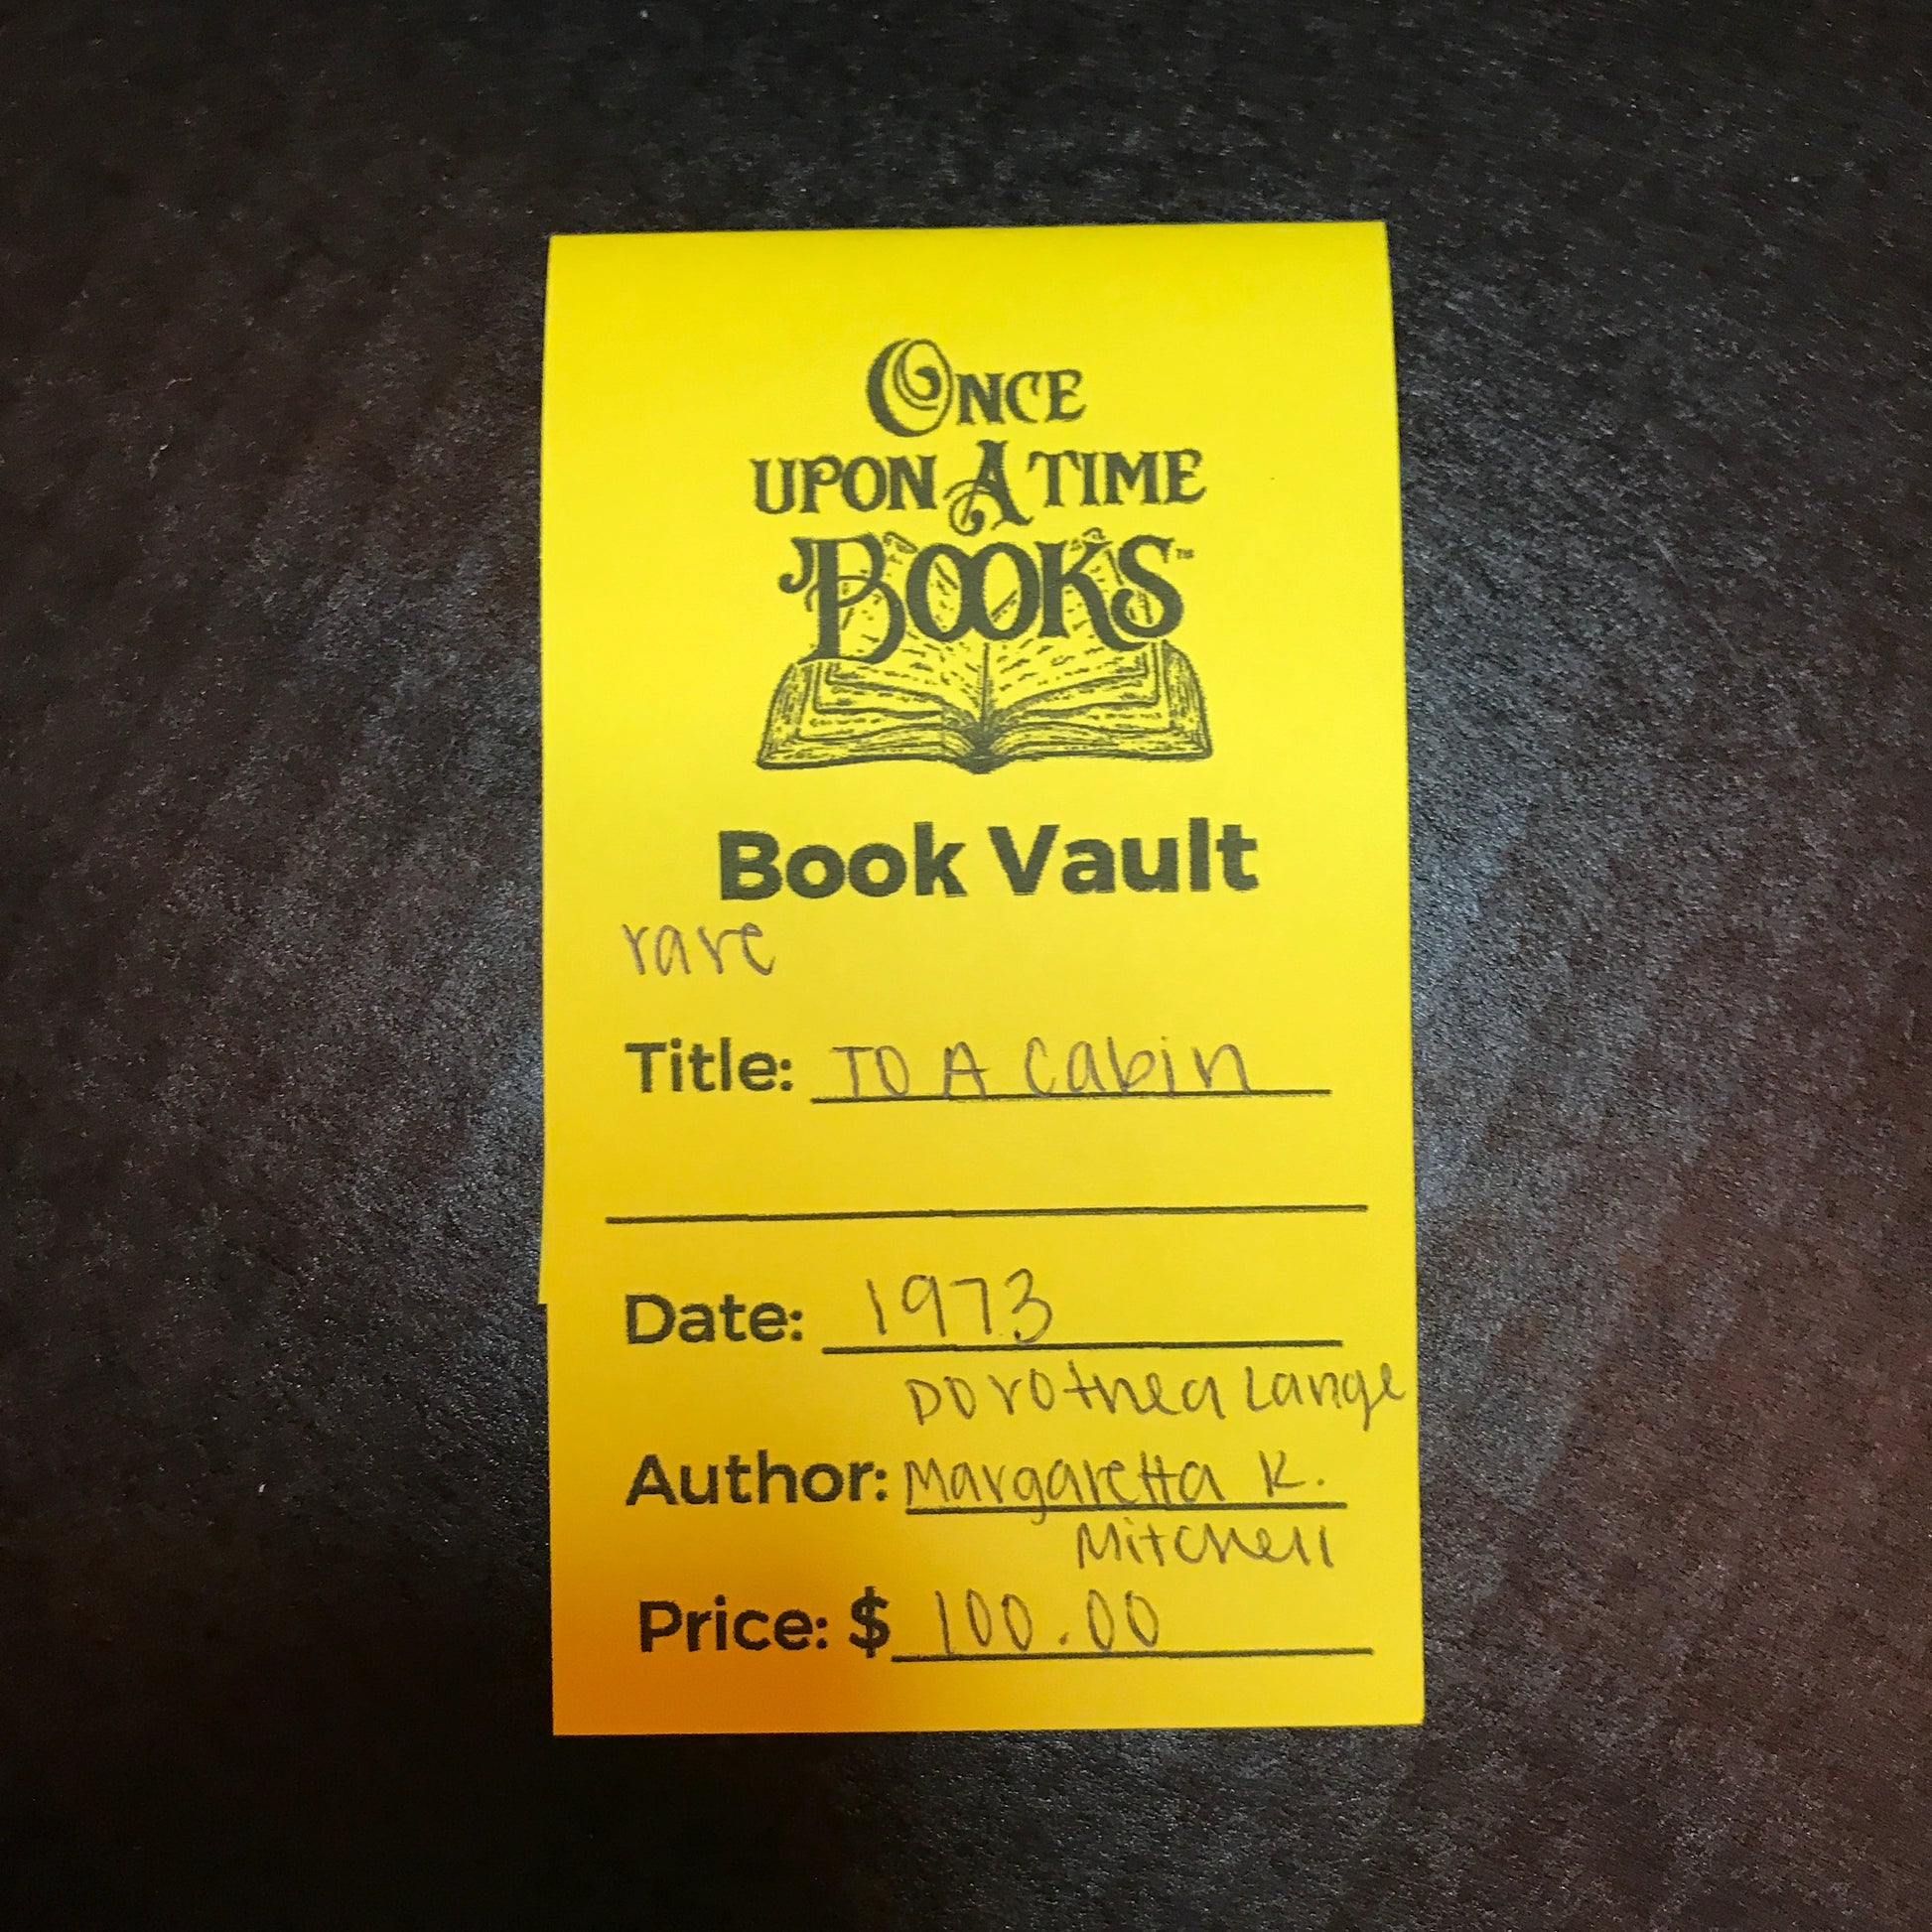 ONCE
UPON A TIME
BOOKS™
Book Vault
rare
Title: TO A Cabin
Date: 1973
Dorothea Lange
Author: Margaretta K.
Mitchell
Price: $ 100.00